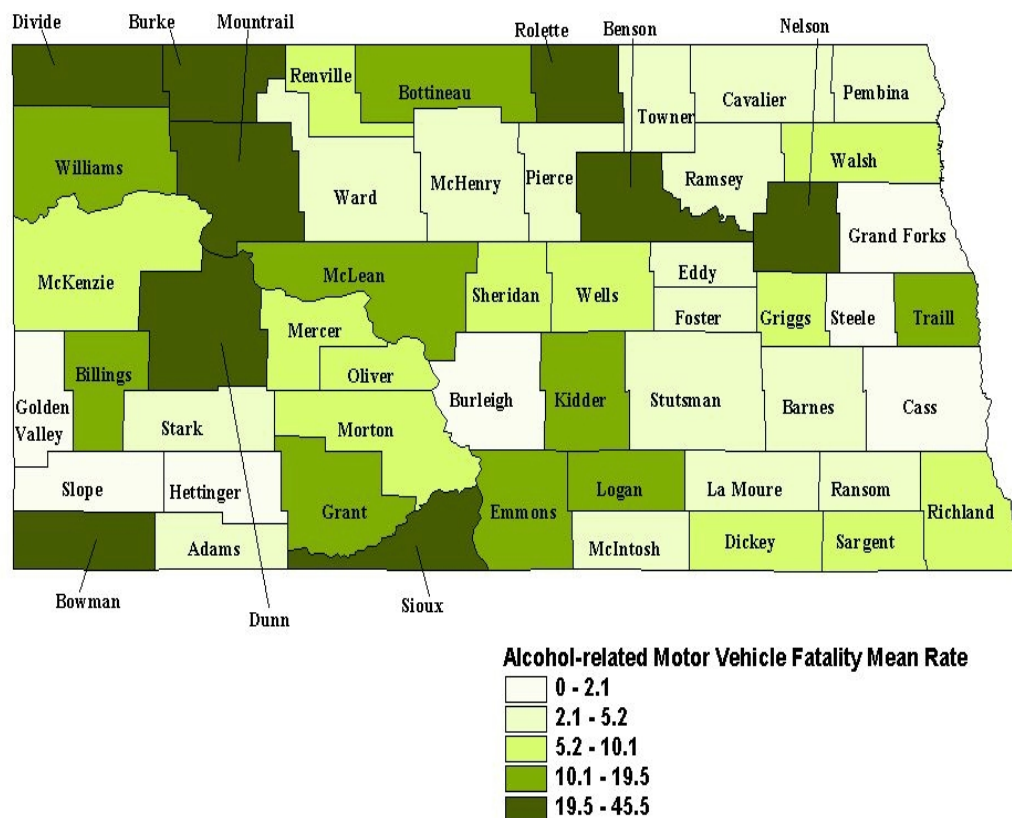 Divide
Burke
Mountrail
Rolette
Benson
Nelson
Renville
Bottineau
Towner
Cavalier
Pembina
Williams
Ward
McHenry
Pierce
Ramsey
Walsh
Grand Forks
McKenzie
McLean
Sheridan
Wells
Eddy
Foster
Griggs
Steele
Traill
Mercer
Oliver
Billings
Golden
Valley
Stark
Burleigh
Kidder
Stutsman
Barnes
Cass
Morton
Slope
Hettinger
Grant
Emmons
Logan
La Moure
Ransom
Richland
Adams
McIntosh
Dickey
Sargent
Bowman
Dunn
Sioux
Alcohol-related Motor Vehicle Fatality Mean Rate
0 - 2.1
2.1 - 5.2
5.2 - 10.1
10.1 - 19.5
19.5 - 45.5